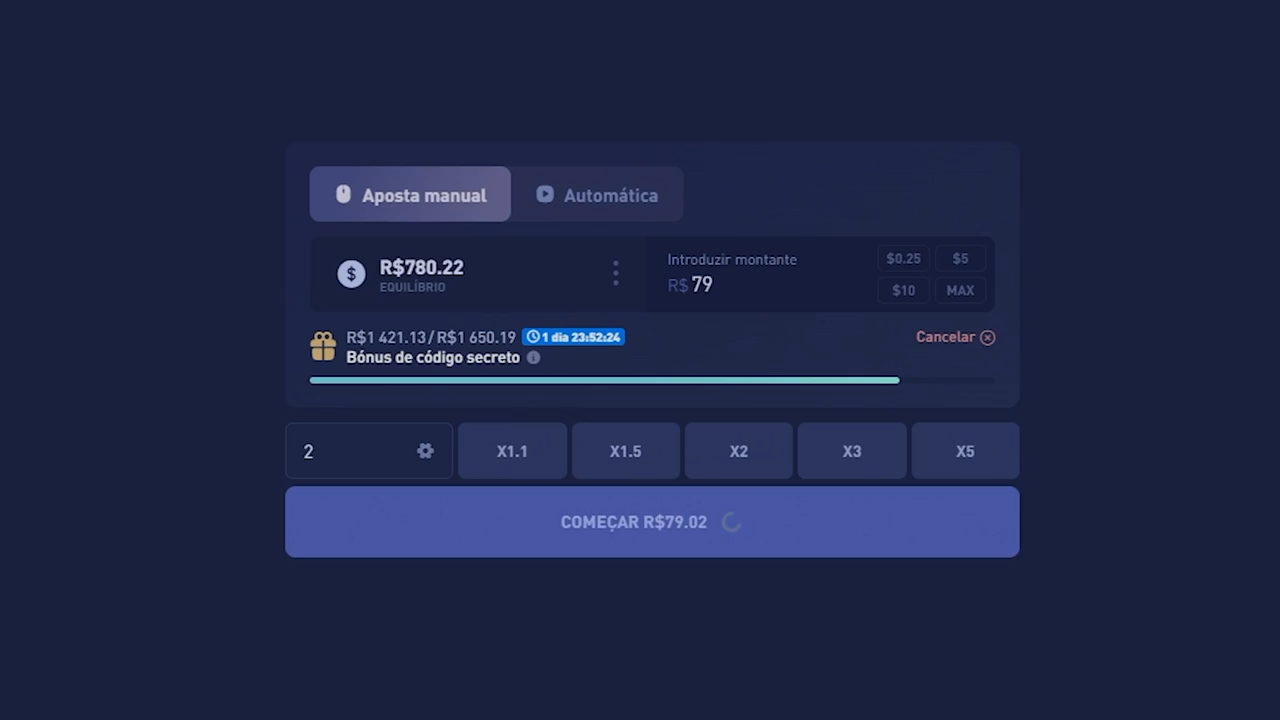 Aposta manual
Automática
R$780.22
EQUILÍBRIO
Introduzir montante
R$ 79
$0.25
$5
$10
MAX
R$1 421.13/R$1 650.19
1 dia 23:52:24
Bónus de código secreto
Cancelar
2
X1.1
X1.5
X2
X3
X5
COMEÇAR R$79.02